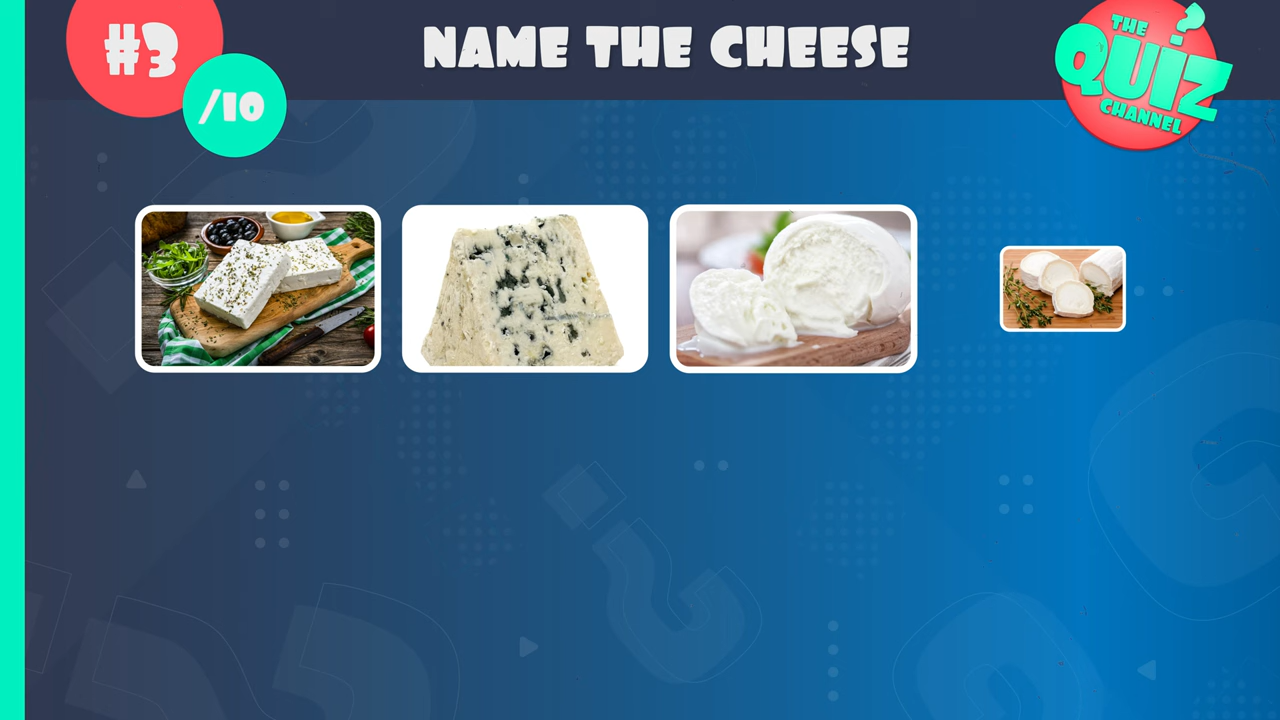 #3
/10
NAME THE CHEESE
THE
QUIZ
CHANNEL